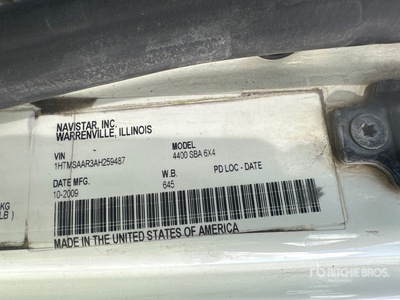 NAVISTAR, INC.
WARRENVILLE, ILLINOIS
VIN MODEL
1HTMSAAR3AH259487 4400 SBA 6X4
DATE MFG. W.B. PD LOC - DATE
10-2009 645
KG
LB )
MADE IN THE UNITED STATES OF AMERICA
rb RITCHIE BROS.